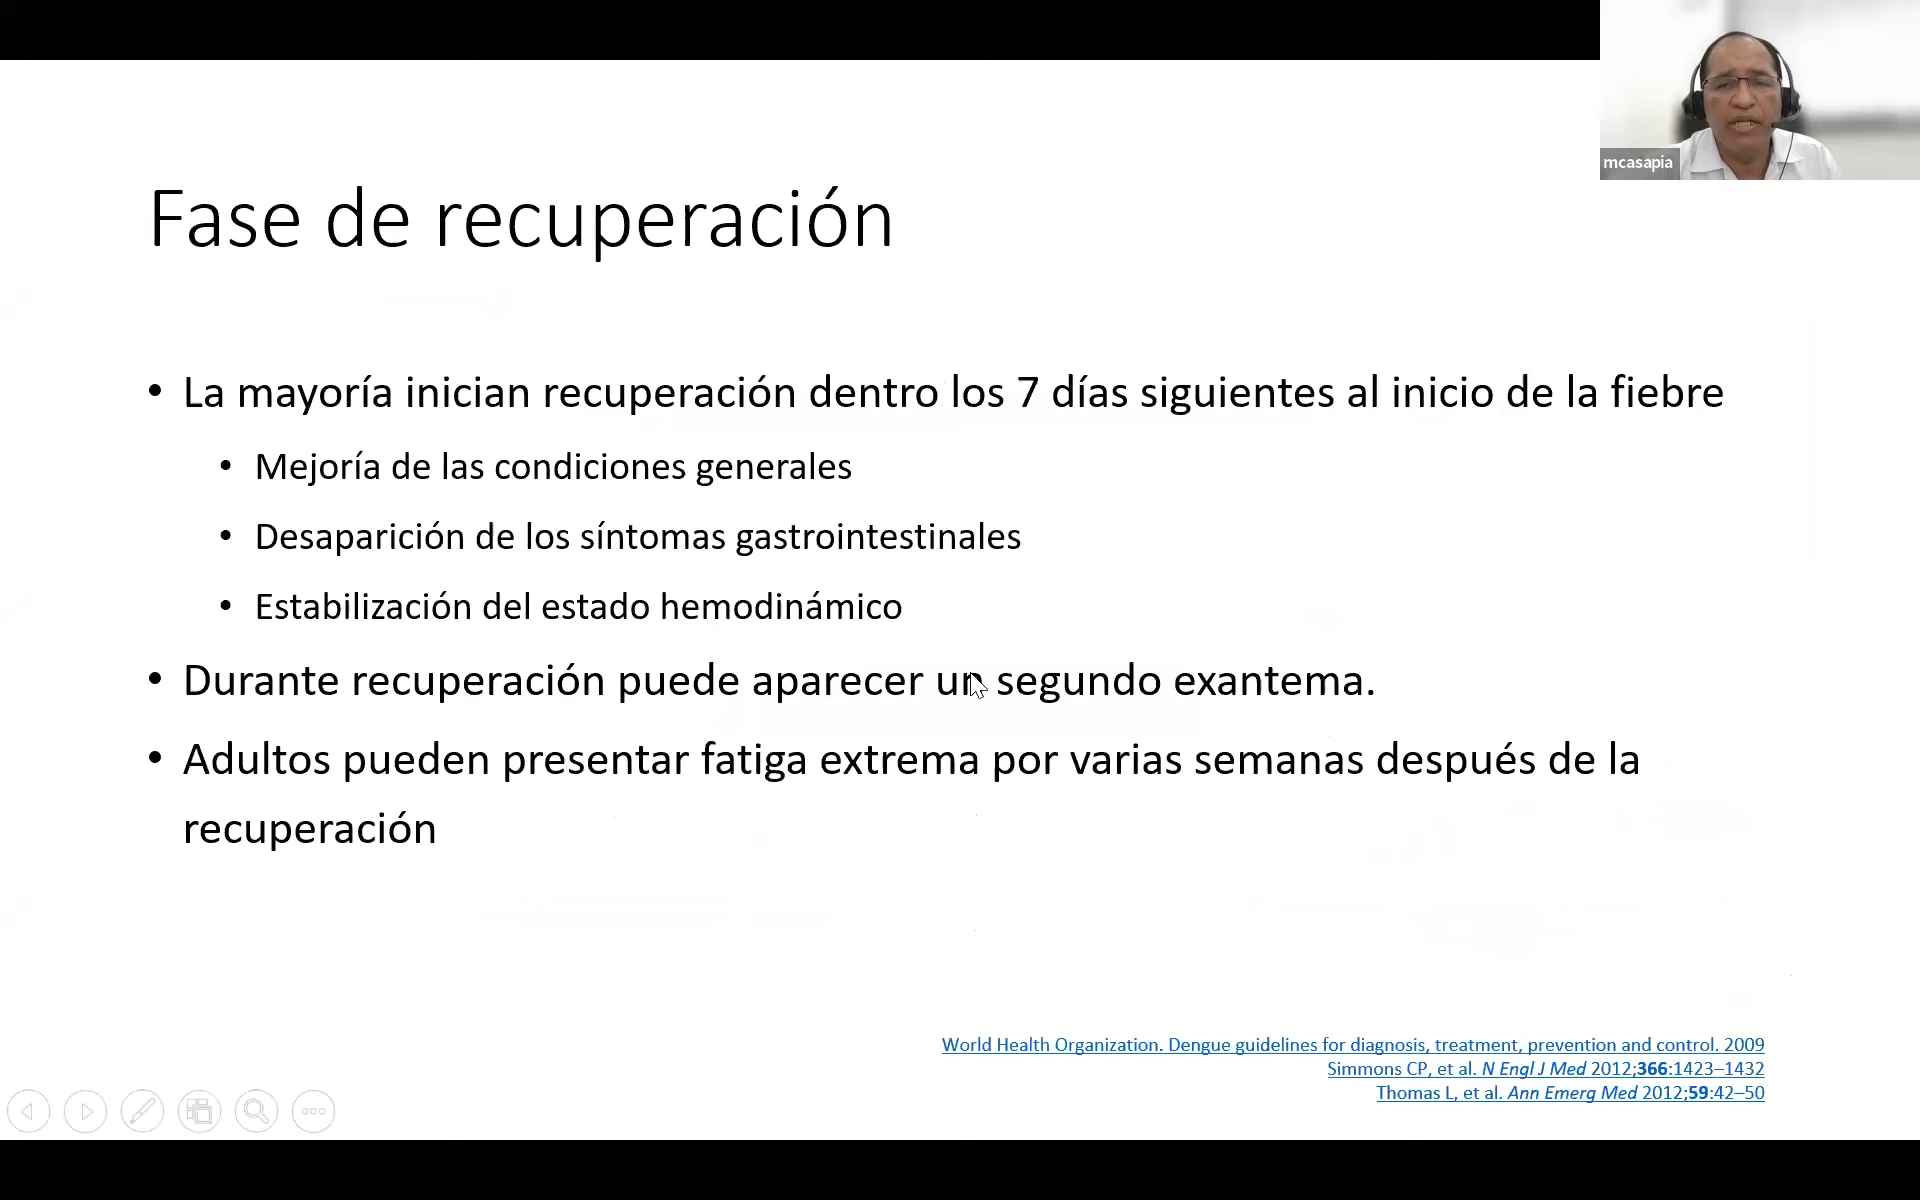 mcasapia
Fase de recuperación
• La mayoría inician recuperación dentro los 7 días siguientes al inicio de la fiebre
• Mejoría de las condiciones generales
• Desaparición de los síntomas gastrointestinales
• Estabilización del estado hemodinámico
• Durante recuperación puede aparecer un segundo exantema.
• Adultos pueden presentar fatiga extrema por varias semanas después de la
recuperación
World Health Organization. Dengue guidelines for diagnosis, treatment, prevention and control. 2009
Simmons CP, et al. N Engl J Med 2012;366:1423–1432
Thomas L, et al. Ann Emerg Med 2012;59:42–50